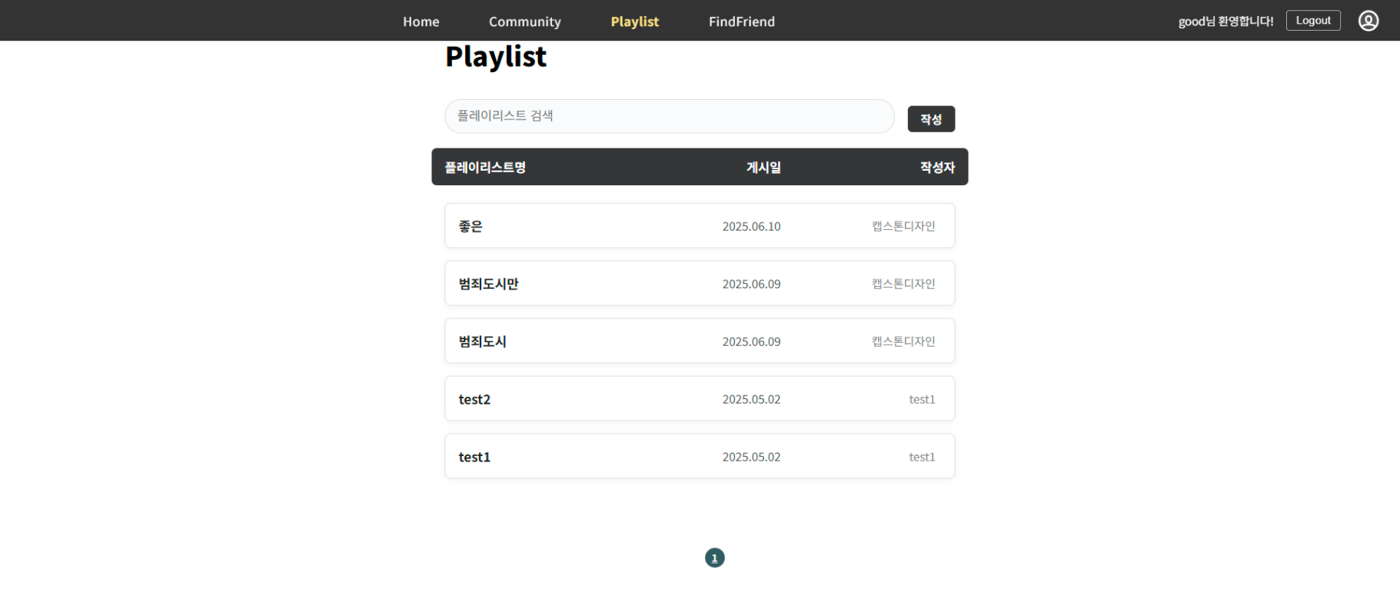 Home Community Playlist FindFriend good님 환영합니다! Logout
Playlist
플레이리스트 검색 작성
플레이리스트명 게시일 작성자
좋은 2025.06.10 캡스톤디자인
범죄도시만 2025.06.09 캡스톤디자인
범죄도시 2025.06.09 캡스톤디자인
test2 2025.05.02 test1
test1 2025.05.02 test1
1